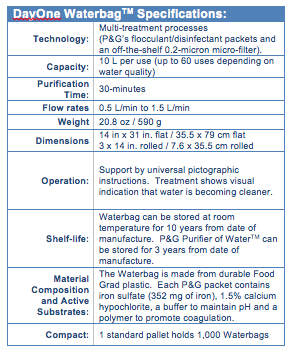 DayOne Waterbag™ Specifications:
Technology: Multi-treatment processes
(P&G's flocculant/disinfectant packets and
an off-the-shelf 0.2-micron micro-filter).
Capacity: 10 L per use (up to 60 uses depending on
water quality)
Purification
Time: 30-minutes
Flow rates 0.5 L/min to 1.5 L/min
Weight 20.8 oz / 590 g
Dimensions 14 in x 31 in. flat / 35.5 x 79 cm flat
3 x 14 in. rolled / 7.6 x 35.5 cm rolled
Operation: Support by universal pictographic
instructions. Treatment shows visual
indication that water is becoming cleaner.
Shelf-life: Waterbag can be stored at room
temperature for 10 years from date of
manufacture. P&G Purifier of Water™ can
be stored for 3 years from date of
manufacture.
Material
Composition
and Active
Substrates: The Waterbag is made from durable Food
Grad plastic. Each P&G packet contains
iron sulfate (352 mg of iron), 1.5% calcium
hypochlorite, a buffer to maintain pH and a
polymer to promote coagulation.
Compact: 1 standard pallet holds 1,000 Waterbags